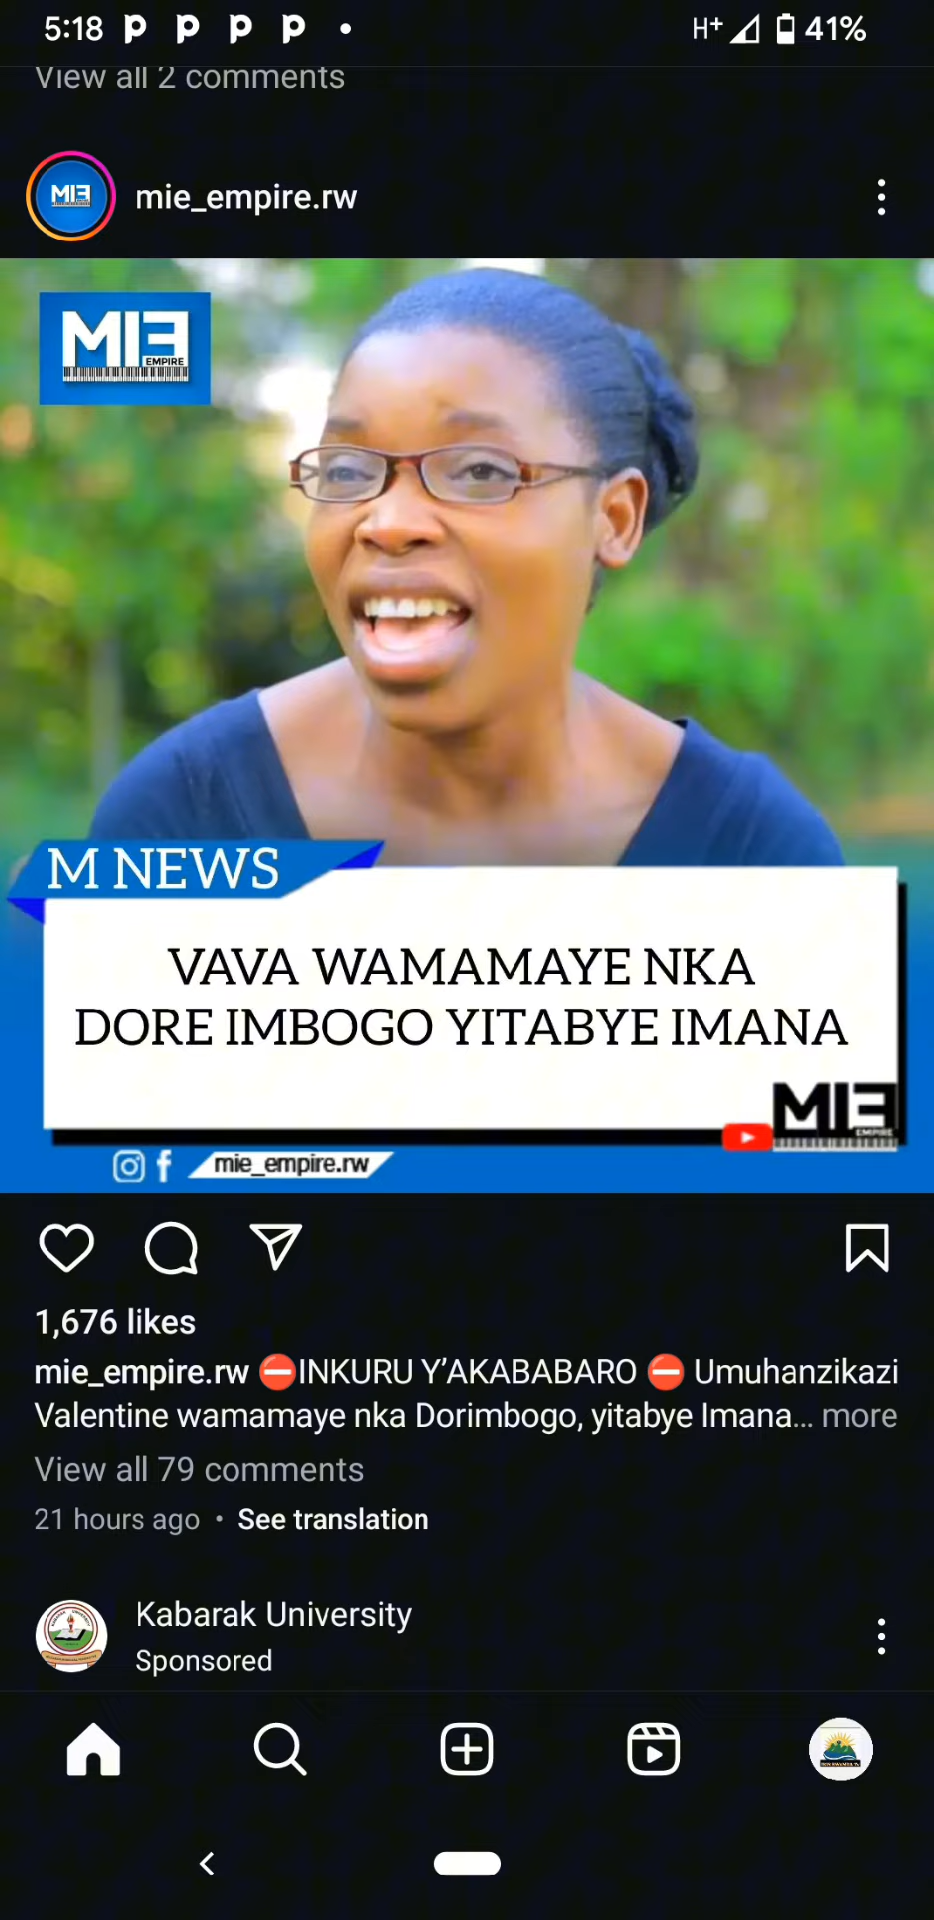 5:18
H+ 41%
View all 2 comments
MIE
mie_empire.rw
MIE
EMPIRE
M NEWS
VAVA WAMAMAYE NKA
DORE IMBOGO YITABYE IMANA
MIE
EMPIRE
mie_empire.rw
1,676 likes
mie_empire.rw ⛔INKURU Y’AKABABARO ⛔ Umuhanzikazi
Valentine wamamaye nka Dorimbogo, yitabye Imana... more
View all 79 comments
21 hours ago • See translation
Kabarak University
Sponsored